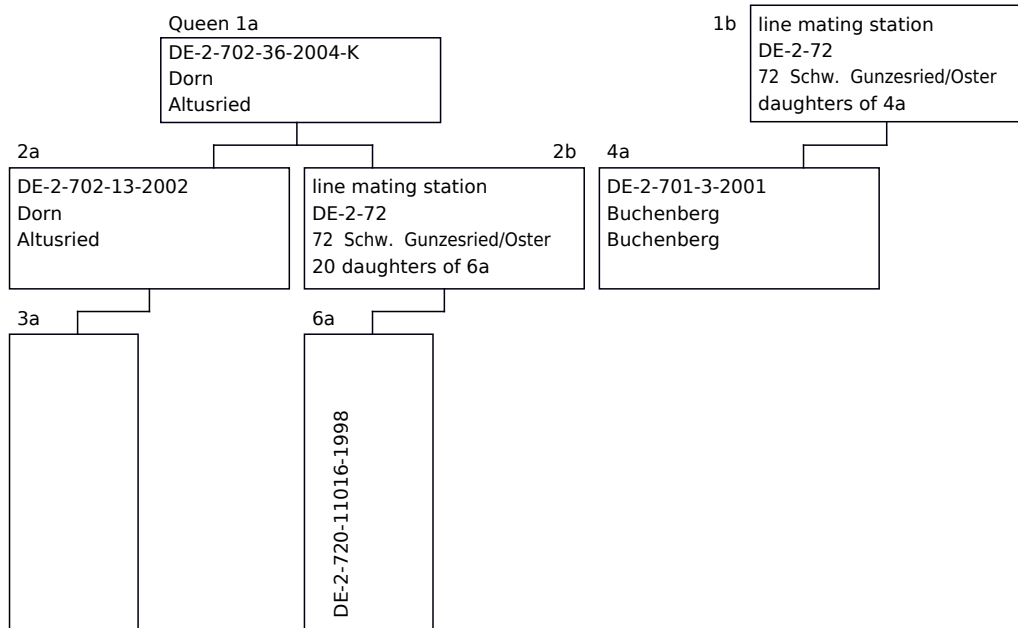 Queen 1a
DE-2-702-36-2004-K
Dorn
Altusried
1b
line mating station
DE-2-72
72 Schw. Gunzesried/Oster
daughters of 4a
2a
DE-2-702-13-2002
Dorn
Altusried
2b
line mating station
DE-2-72
72 Schw. Gunzesried/Oster
20 daughters of 6a
4a
DE-2-701-3-2001
Buchenberg
Buchenberg
3a
6a
DE-2-720-11016-1998